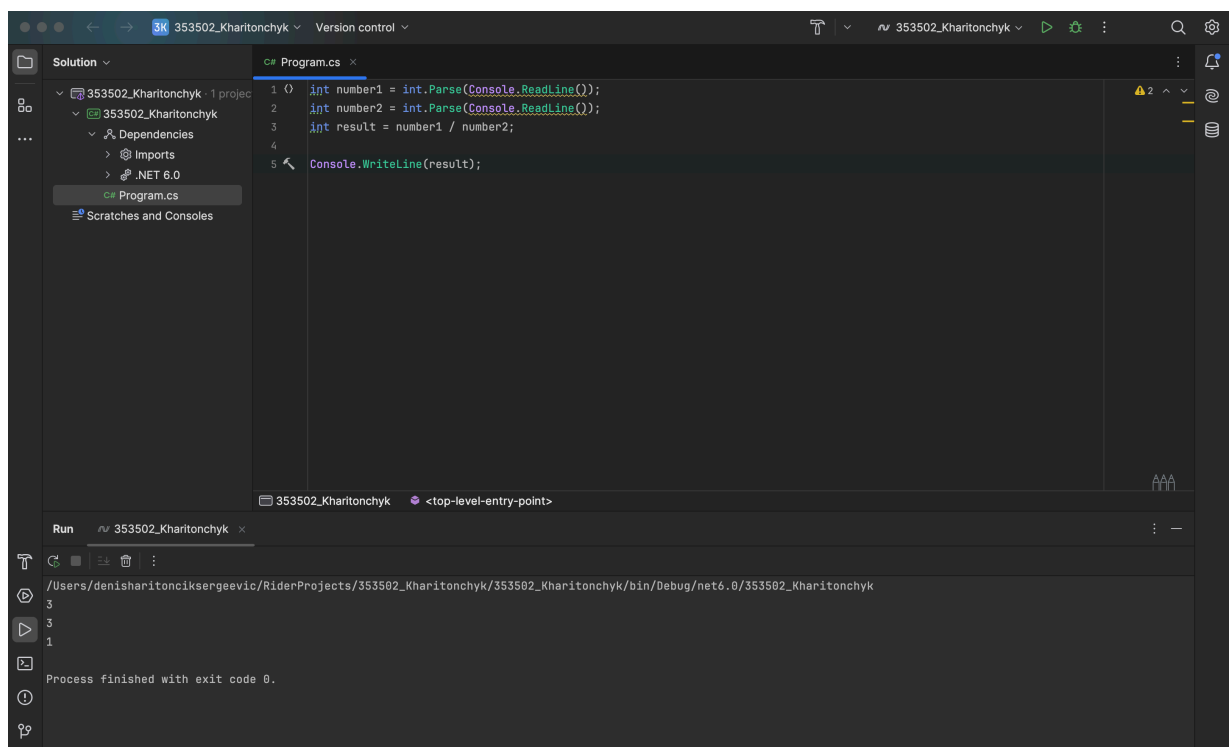 3K 353502_Kharitonchyk Version control 353502_Kharitonchyk
Solution
C# Program.cs
353502_Kharitonchyk · 1 projec
C# 353502_Kharitonchyk
Dependencies
Imports
.NET 6.0
C# Program.cs
Scratches and Consoles
1 int number1 = int.Parse(Console.ReadLine());
2 int number2 = int.Parse(Console.ReadLine());
3 int result = number1 / number2;
4
5 Console.WriteLine(result);
2
353502_Kharitonchyk <top-level-entry-point>
Run 353502_Kharitonchyk
/Users/denisharitonciksergeevic/RiderProjects/353502_Kharitonchyk/353502_Kharitonchyk/bin/Debug/net6.0/353502_Kharitonchyk
3
3
1
Process finished with exit code 0.